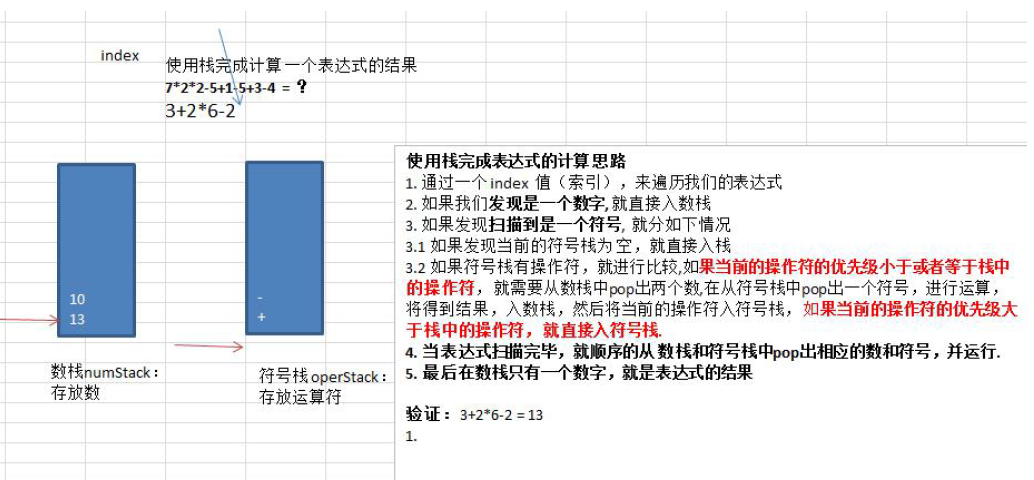 index
使用栈完成计算 一个表达式的结果
7*2*2-5+1-5+3-4 = ?
3+2*6-2
10
13
-
+
数栈numStack：
存放数
符号栈 operStack：
存放运算符
使用栈完成表达式的计算 思路
1. 通过一个 index 值（索引），来遍历我们的表达式
2. 如果我们发现是一个数字, 就直接入数栈
3. 如果发现扫描到是一个符号, 就分如下情况
3.1 如果发现当前的符号栈为 空，就直接入栈
3.2 如果符号栈有操作符，就进行比较,如果当前的操作符的优先级小于或者等于栈中
的操作符，就需要从数栈中pop出两个数,在从符号栈中pop出一个符号，进行运算，
将得到结果，入数栈，然后将当前的操作符入符号栈，如果当前的操作符的优先级大
于栈中的操作符，就直接入符号栈.
4. 当表达式扫描完毕，就顺序的从 数栈和符号栈中pop出相应的数和符号，并运行.
5. 最后在数栈只有一个数字，就是表达式的结果
验证：3+2*6-2 = 13
1.